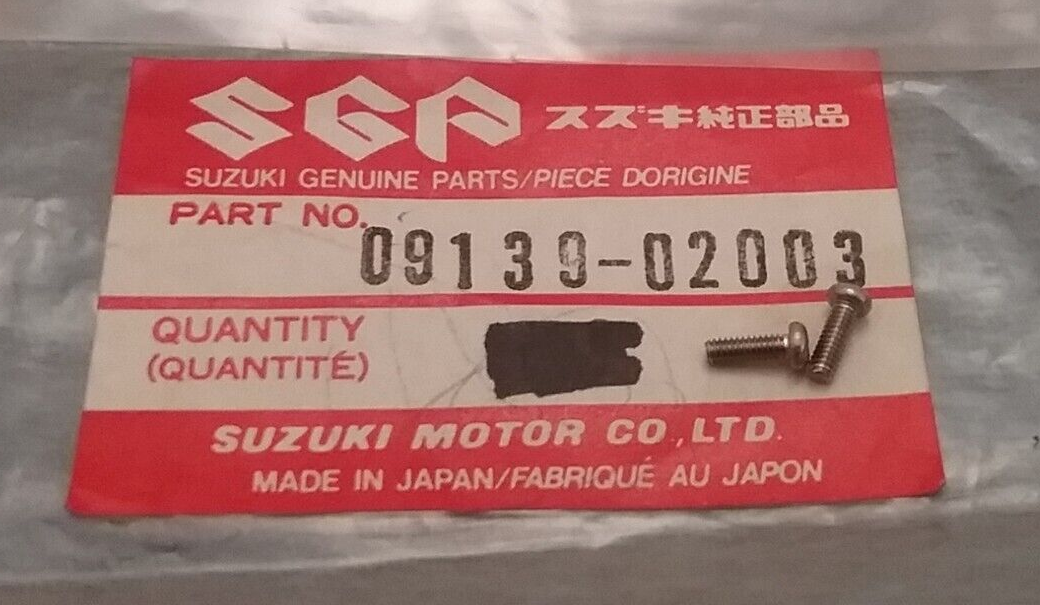 SGP スズキ純正部品
SUZUKI GENUINE PARTS/PIECE DORIGINE
PART NO.
09139-02003
QUANTITY
(QUANTITÉ)
SUZUKI MOTOR CO.,LTD.
MADE IN JAPAN/FABRIQUÉ AU JAPON